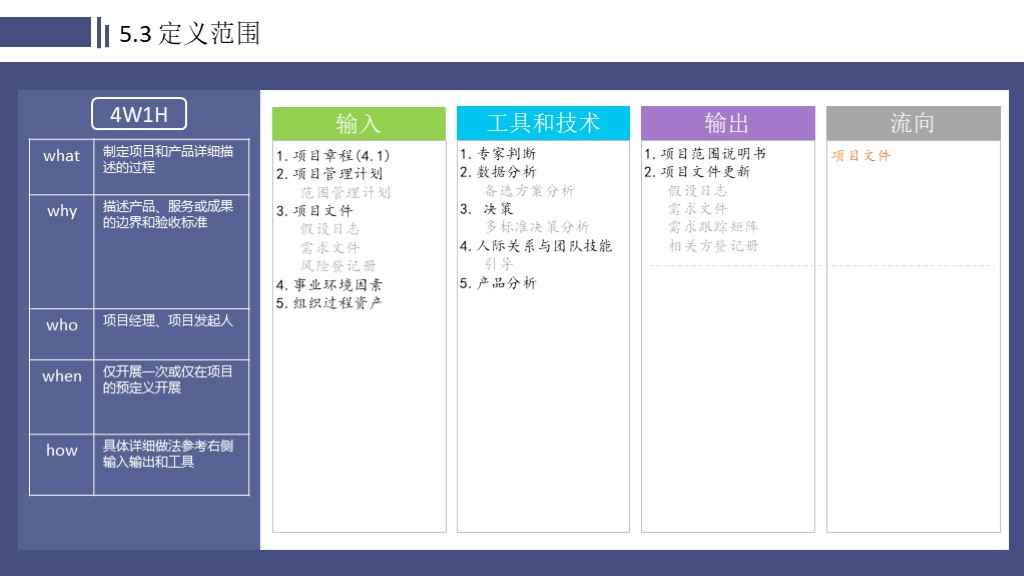 5.3 定义范围
4W1H
what
制定项目和产品详细描
述的过程
why
描述产品、服务或成果
的边界和验收标准
who
项目经理、项目发起人
when
仅开展一次或仅在项目
的预定义开展
how
具体详细做法参考右侧
输入输出和工具
输入
1. 项目章程(4.1)
2. 项目管理计划
范围管理计划
3. 项目文件
假设日志
需求文件
风险登记册
4. 事业环境因素
5. 组织过程资产
工具和技术
1. 专家判断
2. 数据分析
备选方案分析
3. 决策
多标准决策分析
4. 人际关系与团队技能
引导
5. 产品分析
输出
1. 项目范围说明书
2. 项目文件更新
假设日志
需求文件
需求跟踪矩阵
相关方登记册
流向
项目文件